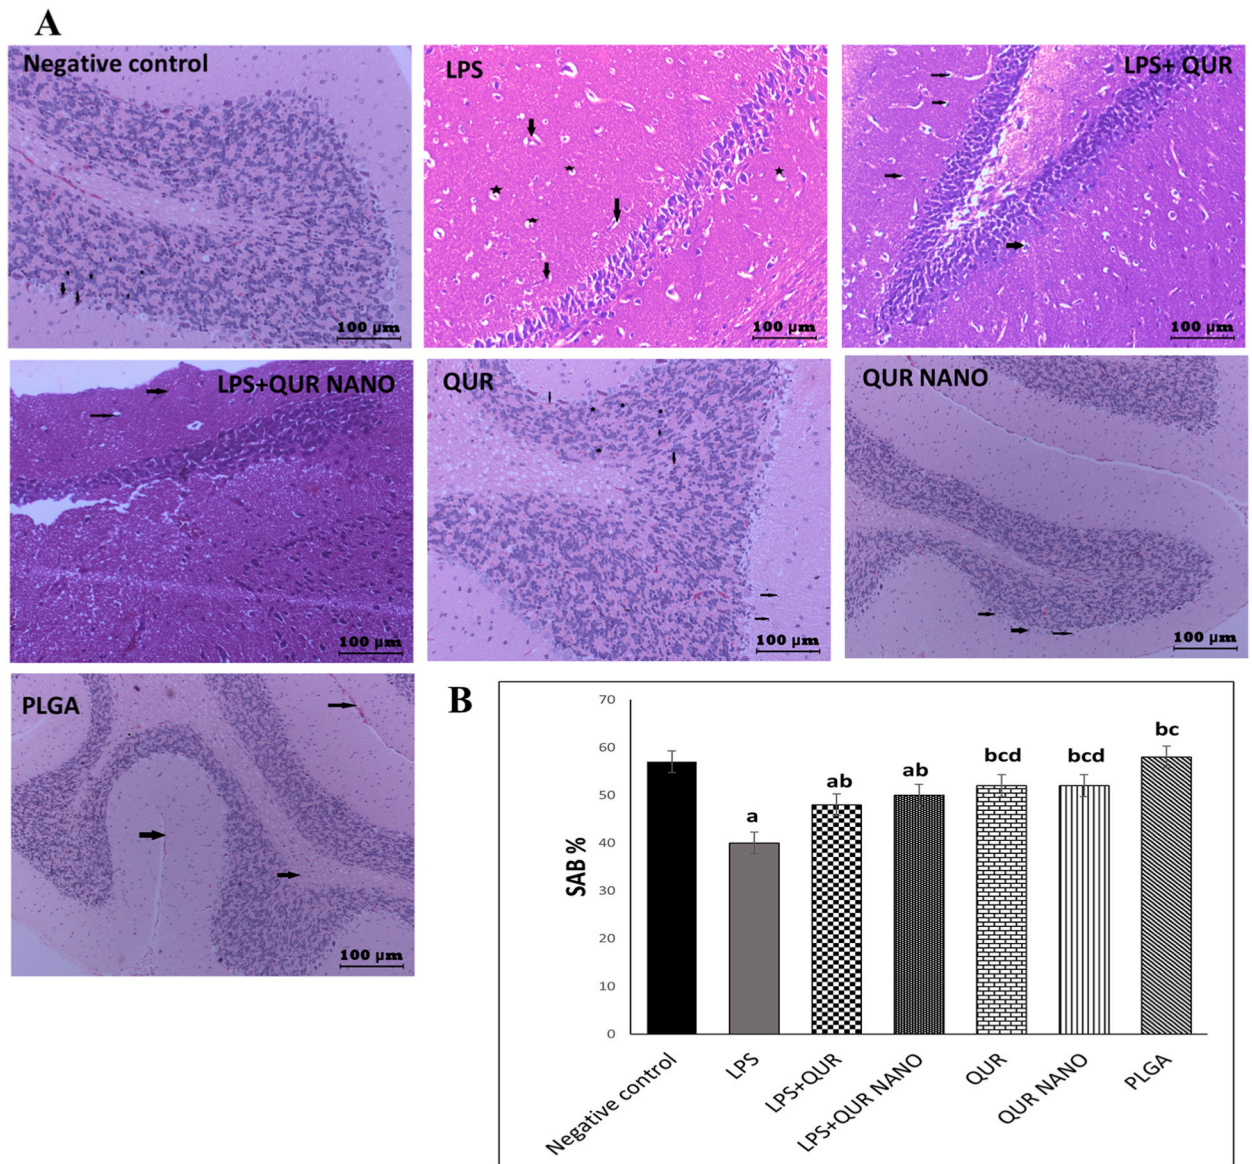 A
Negative control
100 μm
LPS
100 μm
LPS+ QUR
100 μm
LPS+QUR NANO
100 μm
QUR
100 μm
QUR NANO
100 μm
PLGA
100 μm
B
70
60
50
40
30
20
10
0
SAB %
a
ab
ab
bcd
bcd
bc
Negative control
LPS
LPS+QUR
LPS+QUR NANO
QUR
QUR NANO
PLGA